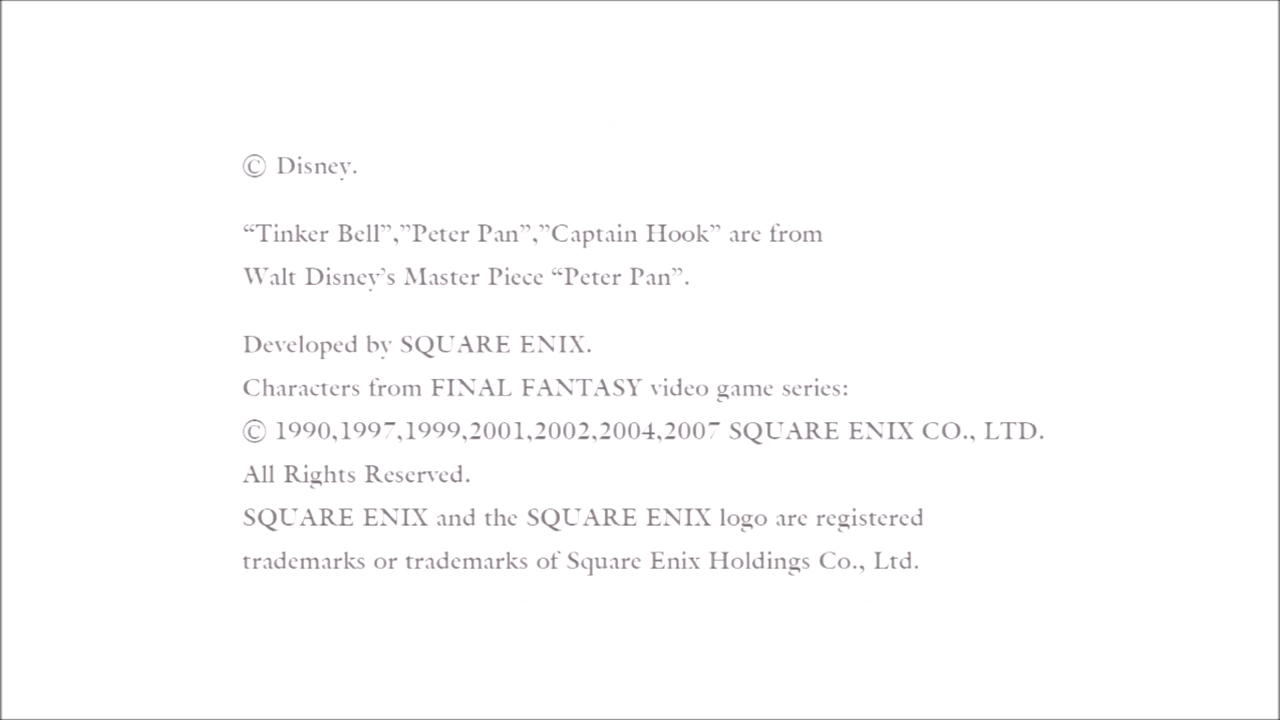 © Disney.
“Tinker Bell”,”Peter Pan”,”Captain Hook” are from
Walt Disney’s Master Piece “Peter Pan”.
Developed by SQUARE ENIX.
Characters from FINAL FANTASY video game series:
© 1990,1997,1999,2001,2002,2004,2007 SQUARE ENIX CO., LTD.
All Rights Reserved.
SQUARE ENIX and the SQUARE ENIX logo are registered
trademarks or trademarks of Square Enix Holdings Co., Ltd.